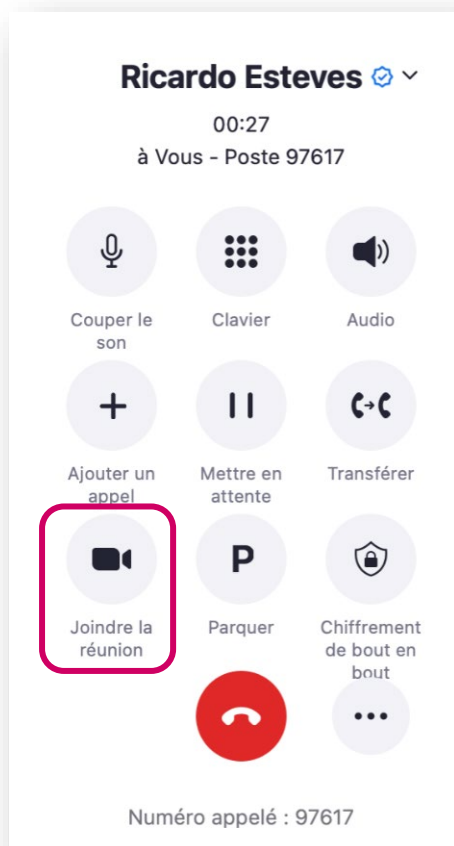 Ricardo Esteves
00:27
à Vous - Poste 97617
Couper le
son
Clavier
Audio
Ajouter un
appel
Mettre en
attente
Transférer
P
Joindre la
réunion
Parquer
Chiffrement
de bout en
bout
Numéro appelé : 97617